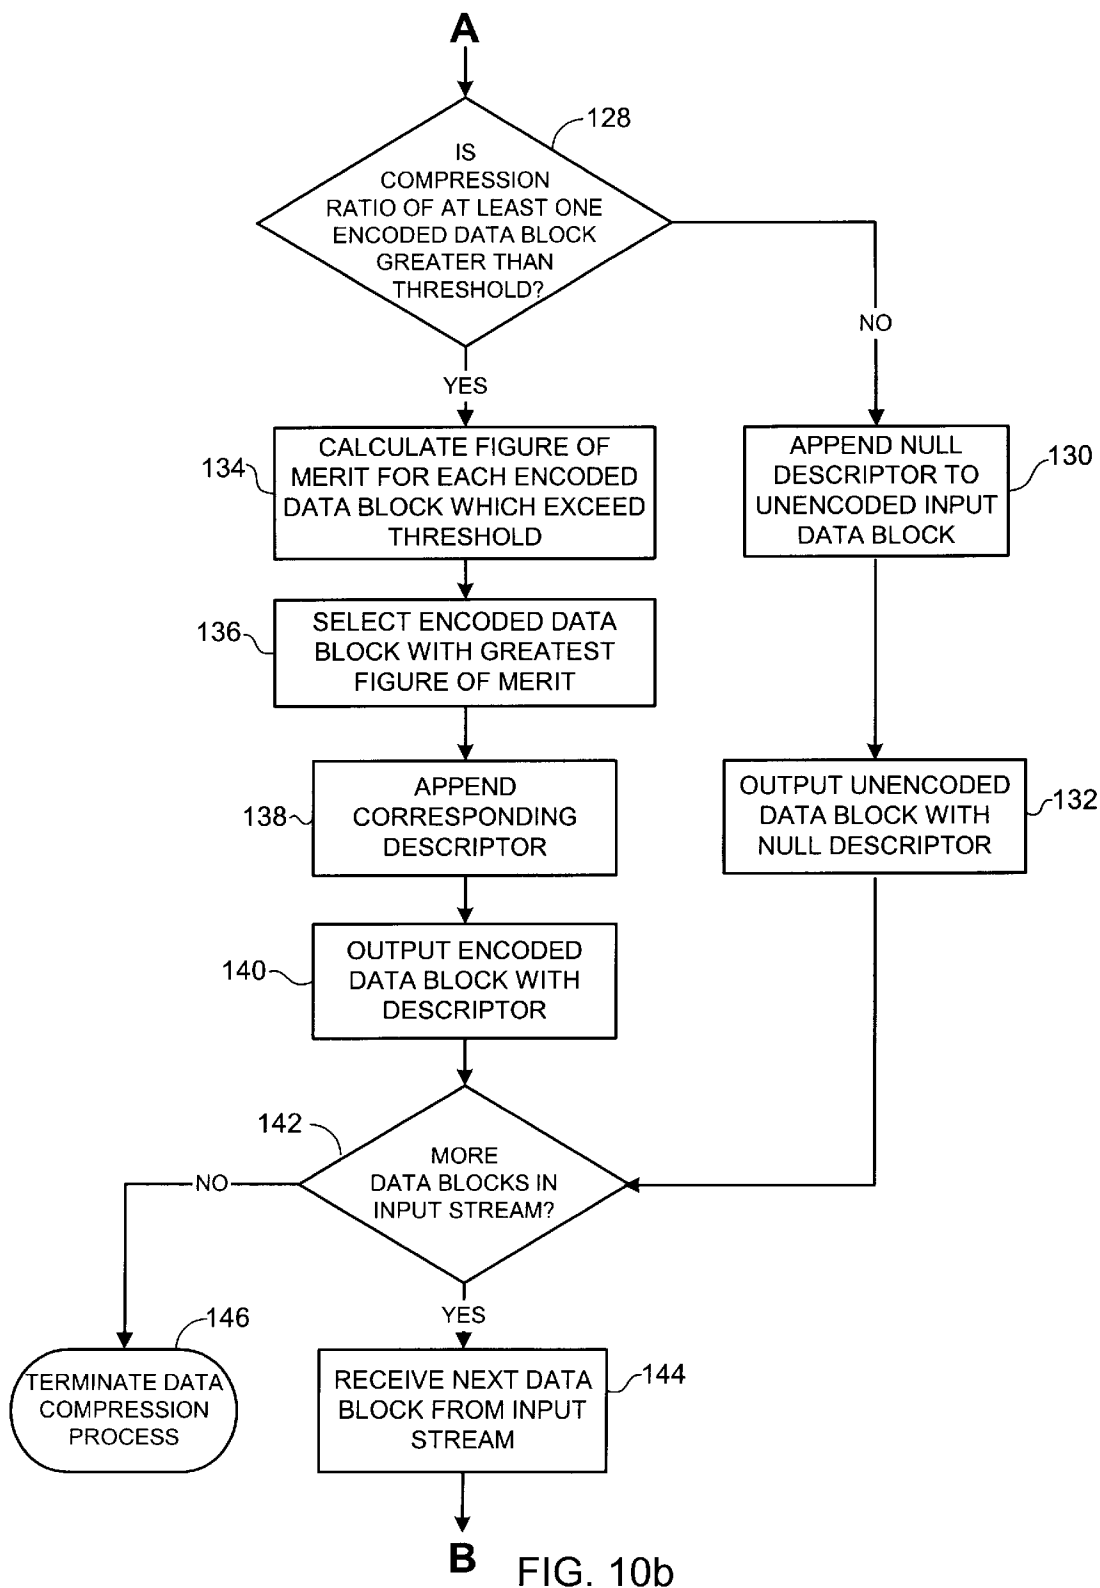 A
128
IS
COMPRESSION
RATIO OF AT LEAST ONE
ENCODED DATA BLOCK
GREATER THAN
THRESHOLD?
NO
YES
134
CALCULATE FIGURE OF
MERIT FOR EACH ENCODED
DATA BLOCK WHICH EXCEED
THRESHOLD
APPEND NULL
DESCRIPTOR TO
UNENCODED INPUT
DATA BLOCK
130
136
SELECT ENCODED DATA
BLOCK WITH GREATEST
FIGURE OF MERIT
138
APPEND
CORRESPONDING
DESCRIPTOR
OUTPUT UNENCODED
DATA BLOCK WITH
NULL DESCRIPTOR
132
140
OUTPUT ENCODED
DATA BLOCK WITH
DESCRIPTOR
142
MORE
DATA BLOCKS IN
INPUT STREAM?
NO
YES
146
TERMINATE DATA
COMPRESSION
PROCESS
RECEIVE NEXT DATA
BLOCK FROM INPUT
STREAM
144
B
FIG. 10b